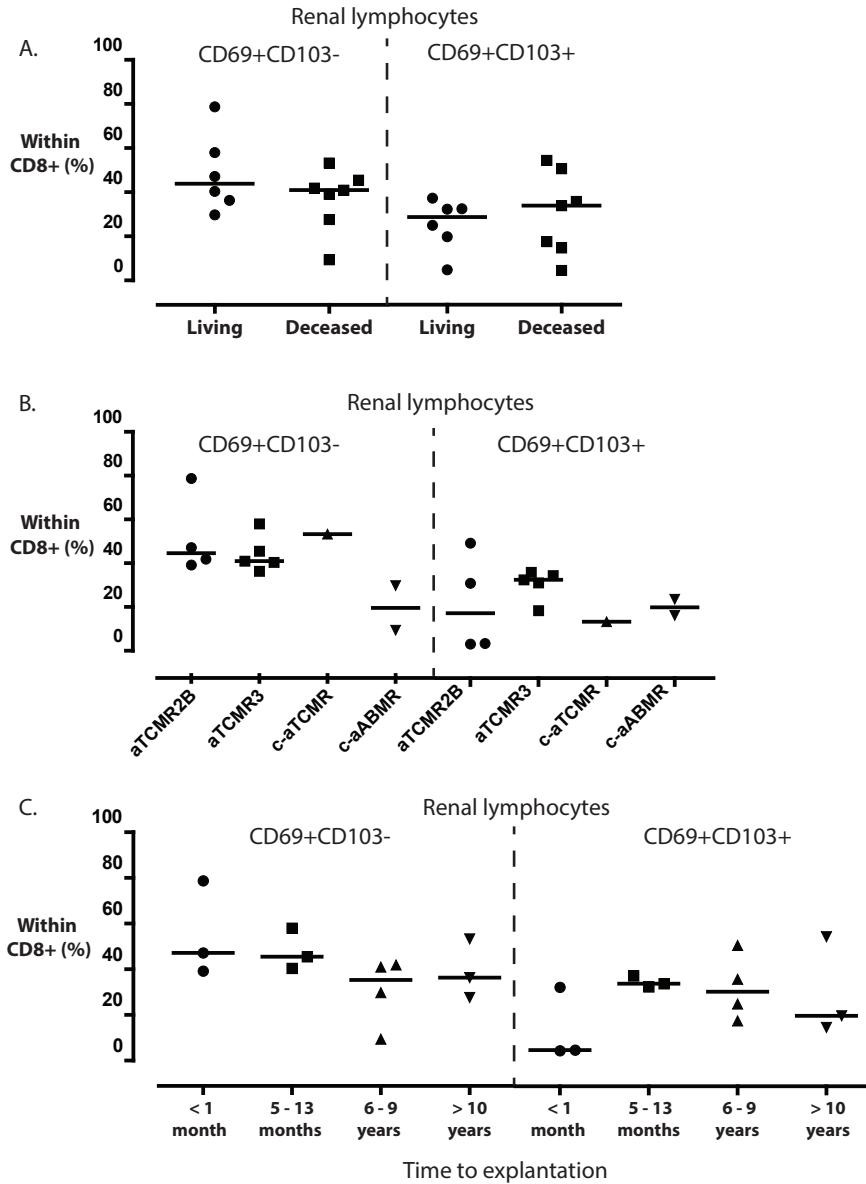 Renal lymphocytes
A.
CD69+CD103-
CD69+CD103+
100
80
60
40
20
0
Within
CD8+ (%)
Living
Deceased
Living
Deceased
B.
Renal lymphocytes
CD69+CD103-
CD69+CD103+
100
80
60
40
20
0
Within
CD8+ (%)
aTCMR2B
aTCMR3
c-aTCMR
c-aABMR
aTCMR2B
aTCMR3
c-aTCMR
c-aABMR
C.
Renal lymphocytes
CD69+CD103-
CD69+CD103+
100
80
60
40
20
0
Within
CD8+ (%)
< 1
month
5 - 13
months
6 - 9
years
> 10
years
< 1
month
5 - 13
months
6 - 9
years
> 10
years
Time to explantation